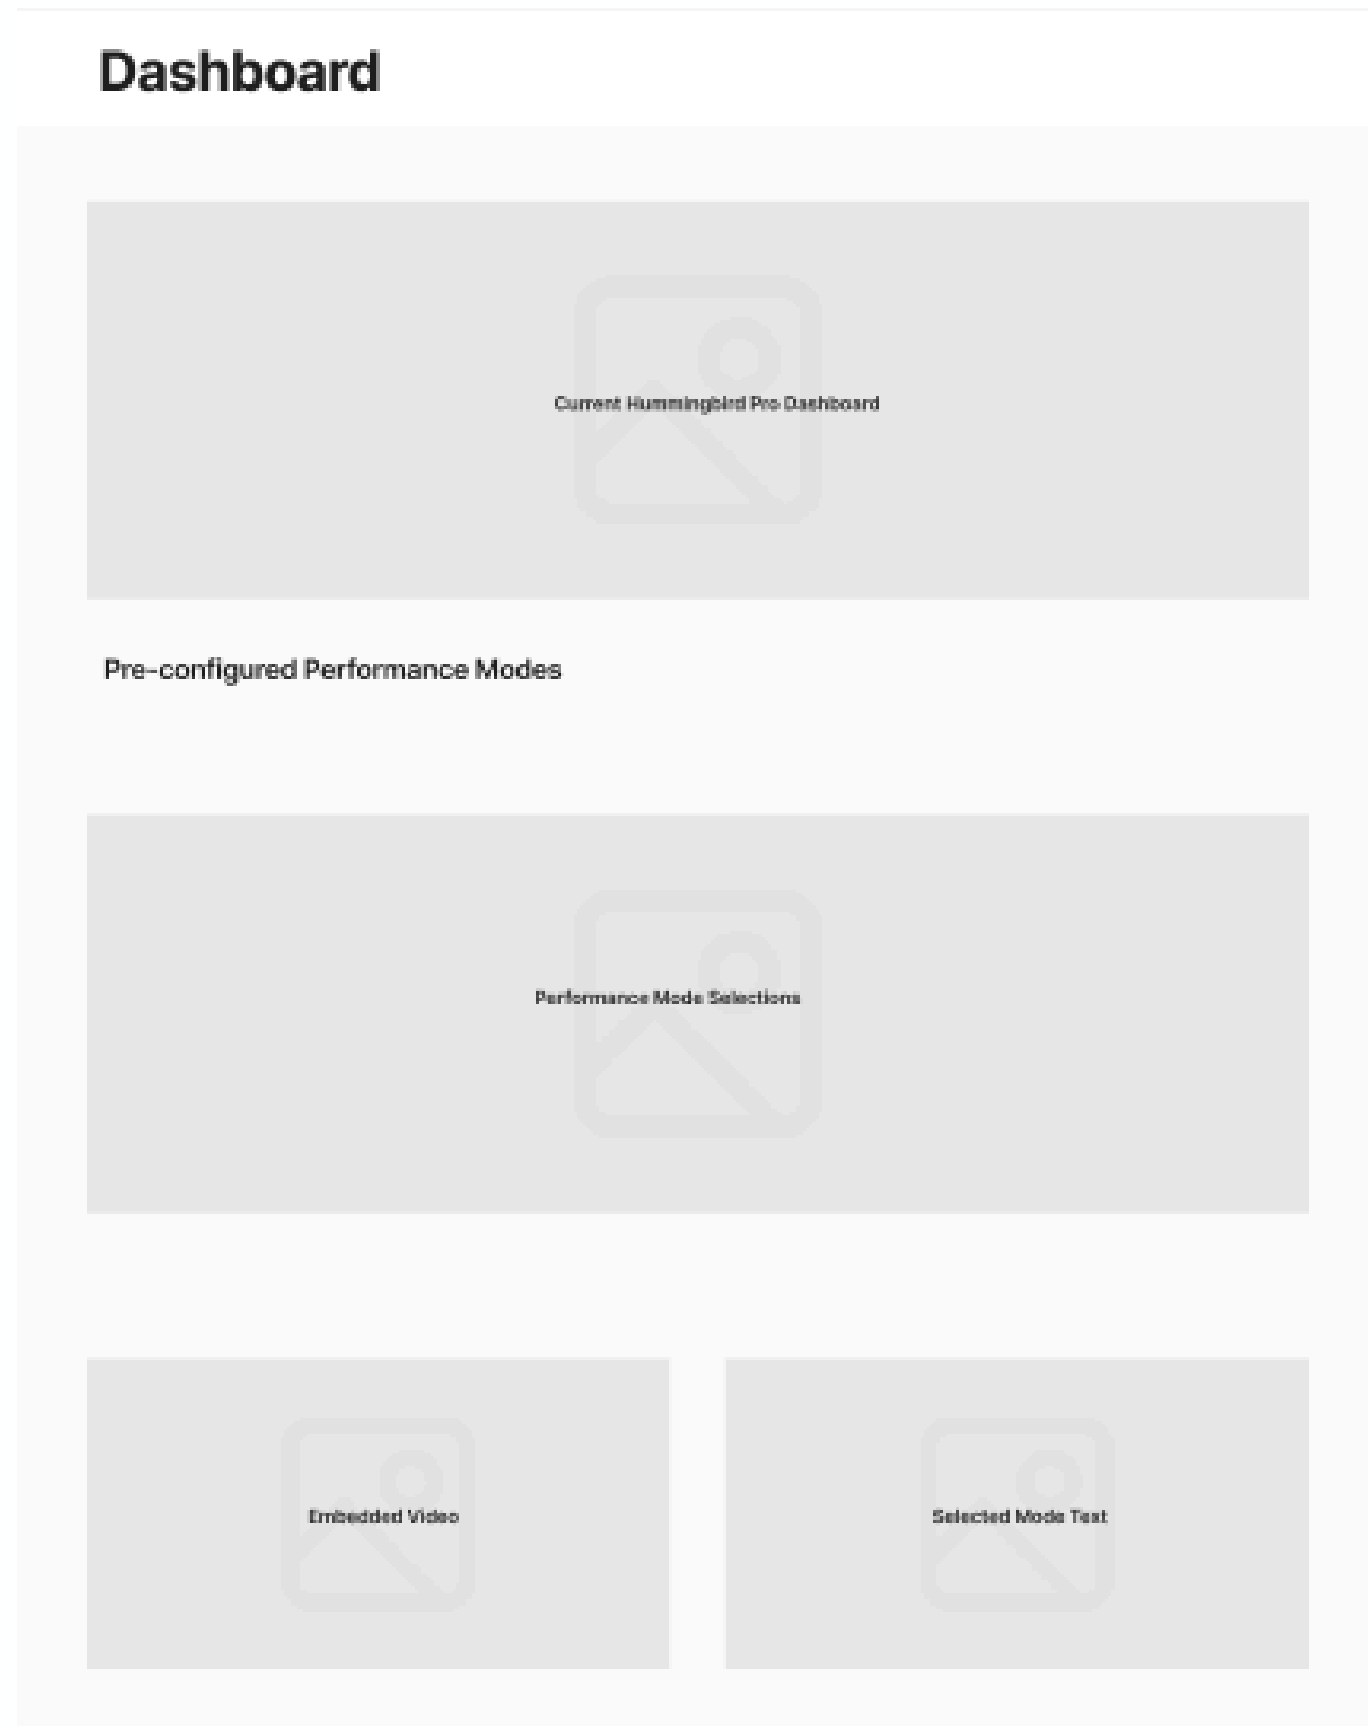 Dashboard
Current Hummingbird Pro Dashboard
Pre-configured Performance Modes
Performance Mode Selections
Embedded Video
Selected Mode Text